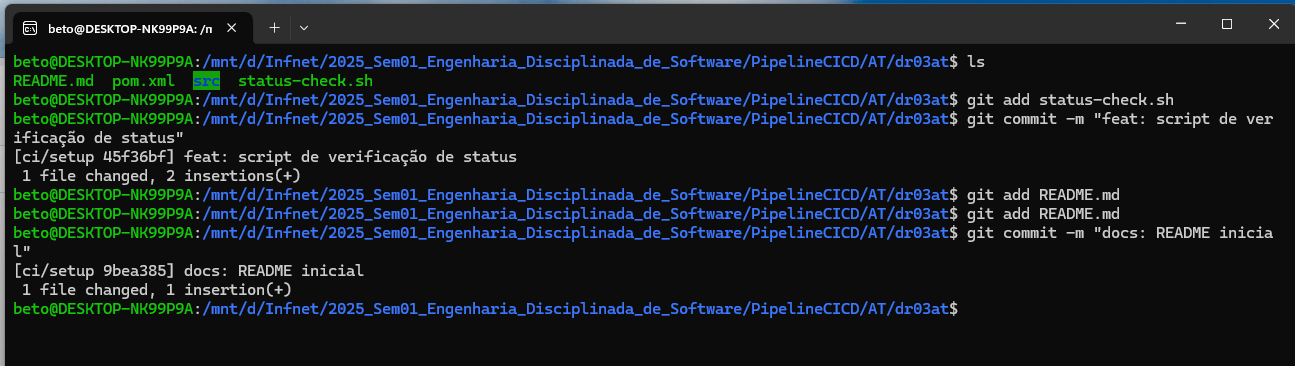 beto@DESKTOP-NK99P9A: /n
beto@DESKTOP-NK99P9A:/mnt/d/Infnet/2025_Sem01_Engenharia_Disciplinada_de_Software/PipelineCICD/AT/dr03at$ ls
README.md pom.xml src status-check.sh
beto@DESKTOP-NK99P9A:/mnt/d/Infnet/2025_Sem01_Engenharia_Disciplinada_de_Software/PipelineCICD/AT/dr03at$ git add status-check.sh
beto@DESKTOP-NK99P9A:/mnt/d/Infnet/2025_Sem01_Engenharia_Disciplinada_de_Software/PipelineCICD/AT/dr03at$ git commit -m "feat: script de ver
ificação de status"
[ci/setup 45f36bf] feat: script de verificação de status
1 file changed, 2 insertions(+)
beto@DESKTOP-NK99P9A:/mnt/d/Infnet/2025_Sem01_Engenharia_Disciplinada_de_Software/PipelineCICD/AT/dr03at$ git add README.md
beto@DESKTOP-NK99P9A:/mnt/d/Infnet/2025_Sem01_Engenharia_Disciplinada_de_Software/PipelineCICD/AT/dr03at$ git add README.md
beto@DESKTOP-NK99P9A:/mnt/d/Infnet/2025_Sem01_Engenharia_Disciplinada_de_Software/PipelineCICD/AT/dr03at$ git commit -m "docs: README inicia
l"
[ci/setup 9bea385] docs: README inicial
1 file changed, 1 insertion(+)
beto@DESKTOP-NK99P9A:/mnt/d/Infnet/2025_Sem01_Engenharia_Disciplinada_de_Software/PipelineCICD/AT/dr03at$